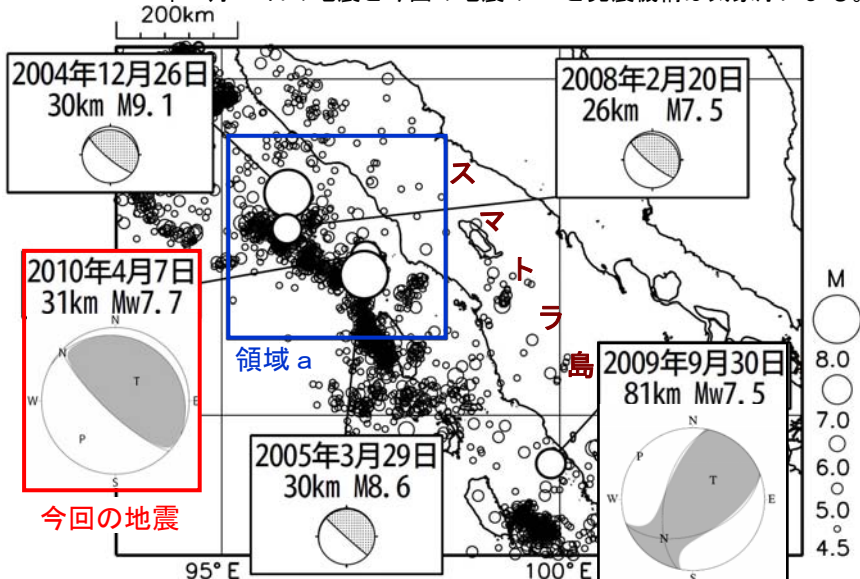 200km
2004年12月26日
30km M9.1
2008年2月20日
26km M7.5
スマトラ島
2010年4月7日
31km Mw7.7
N
N
T
W
E
P
S
今回の地震
領域a
2009年9月30日
81km Mw7.5
N
P
T
W
E
N
S
2005年3月29日
30km M8.6
M
8.0
7.0
6.0
5.0
4.5
95°E
100°E